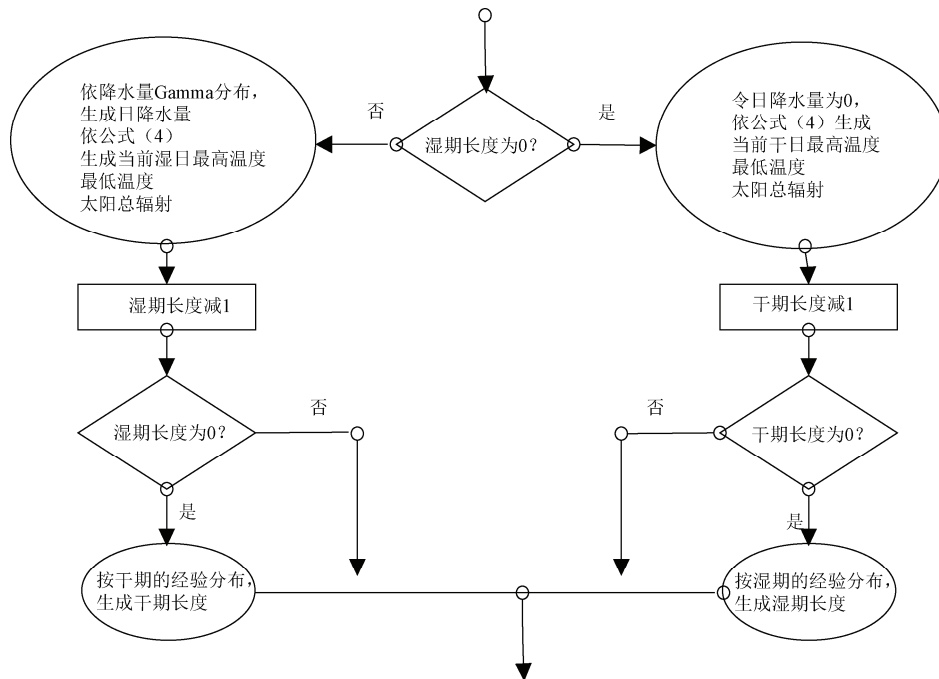 否
湿期长度为0?
是
依降水量Gamma分布，
生成日降水量
依公式（4）
生成当前湿日最高温度
最低温度
太阳总辐射
令日降水量为0，
依公式（4）生成
当前干日最高温度
最低温度
太阳总辐射
湿期长度减1
干期长度减1
湿期长度为0?
否
否
干期长度为0?
是
是
按干期的经验分布，
生成干期长度
按湿期的经验分布，
生成湿期长度